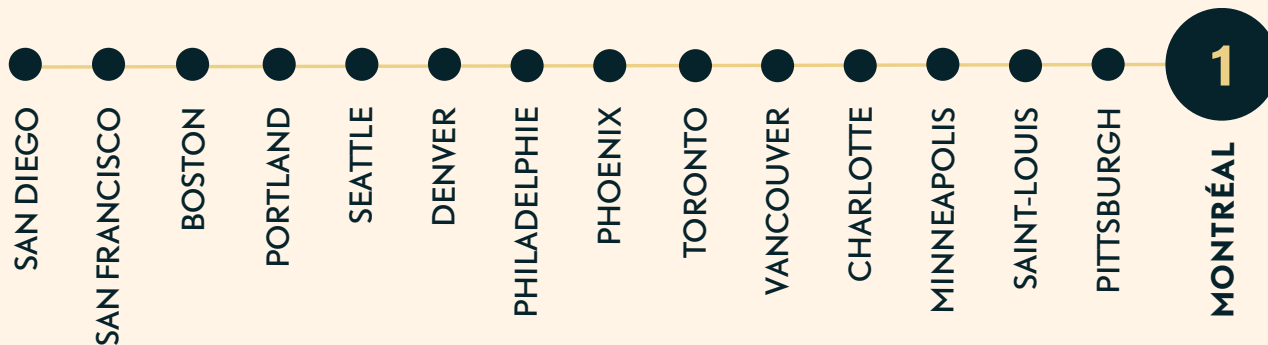 SAN DIEGO
SAN FRANCISCO
BOSTON
PORTLAND
SEATTLE
DENVER
PHILADELPHIE
PHOENIX
TORONTO
VANCOUVER
CHARLOTTE
MINNEAPOLIS
SAINT-LOUIS
PITTSBURGH
1
MONTRÉAL